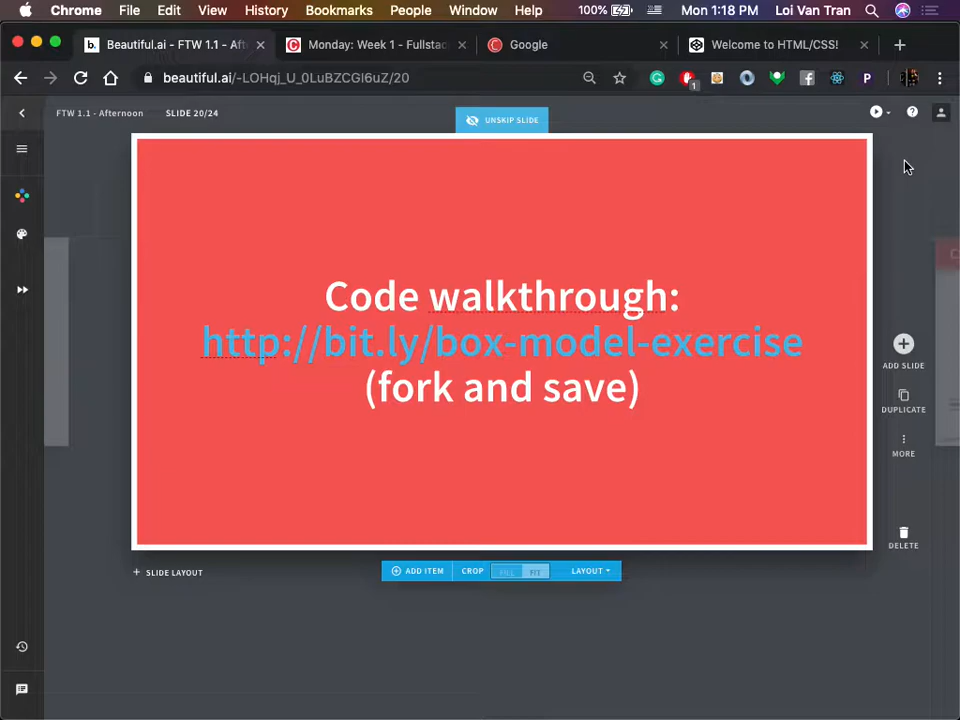 Chrome File Edit View History Bookmarks People Window Help 100% Mon 1:18 PM Loi Van Tran
b. Beautiful.ai - FTW 1.1 - Aft Monday: Week 1 - Fullstac Google Welcome to HTML/CSS!
beautiful.ai/-LOHqj_U_0LuBZCGl6uZ/20
1
P
FTW 1.1 - Afternoon SLIDE 20/24
UNSKIP SLIDE
Code walkthrough:
http://bit.ly/box-model-exercise
(fork and save)
ADD SLIDE
DUPLICATE
MORE
DELETE
+ SLIDE LAYOUT
ADD ITEM CROP FILL FIT LAYOUT